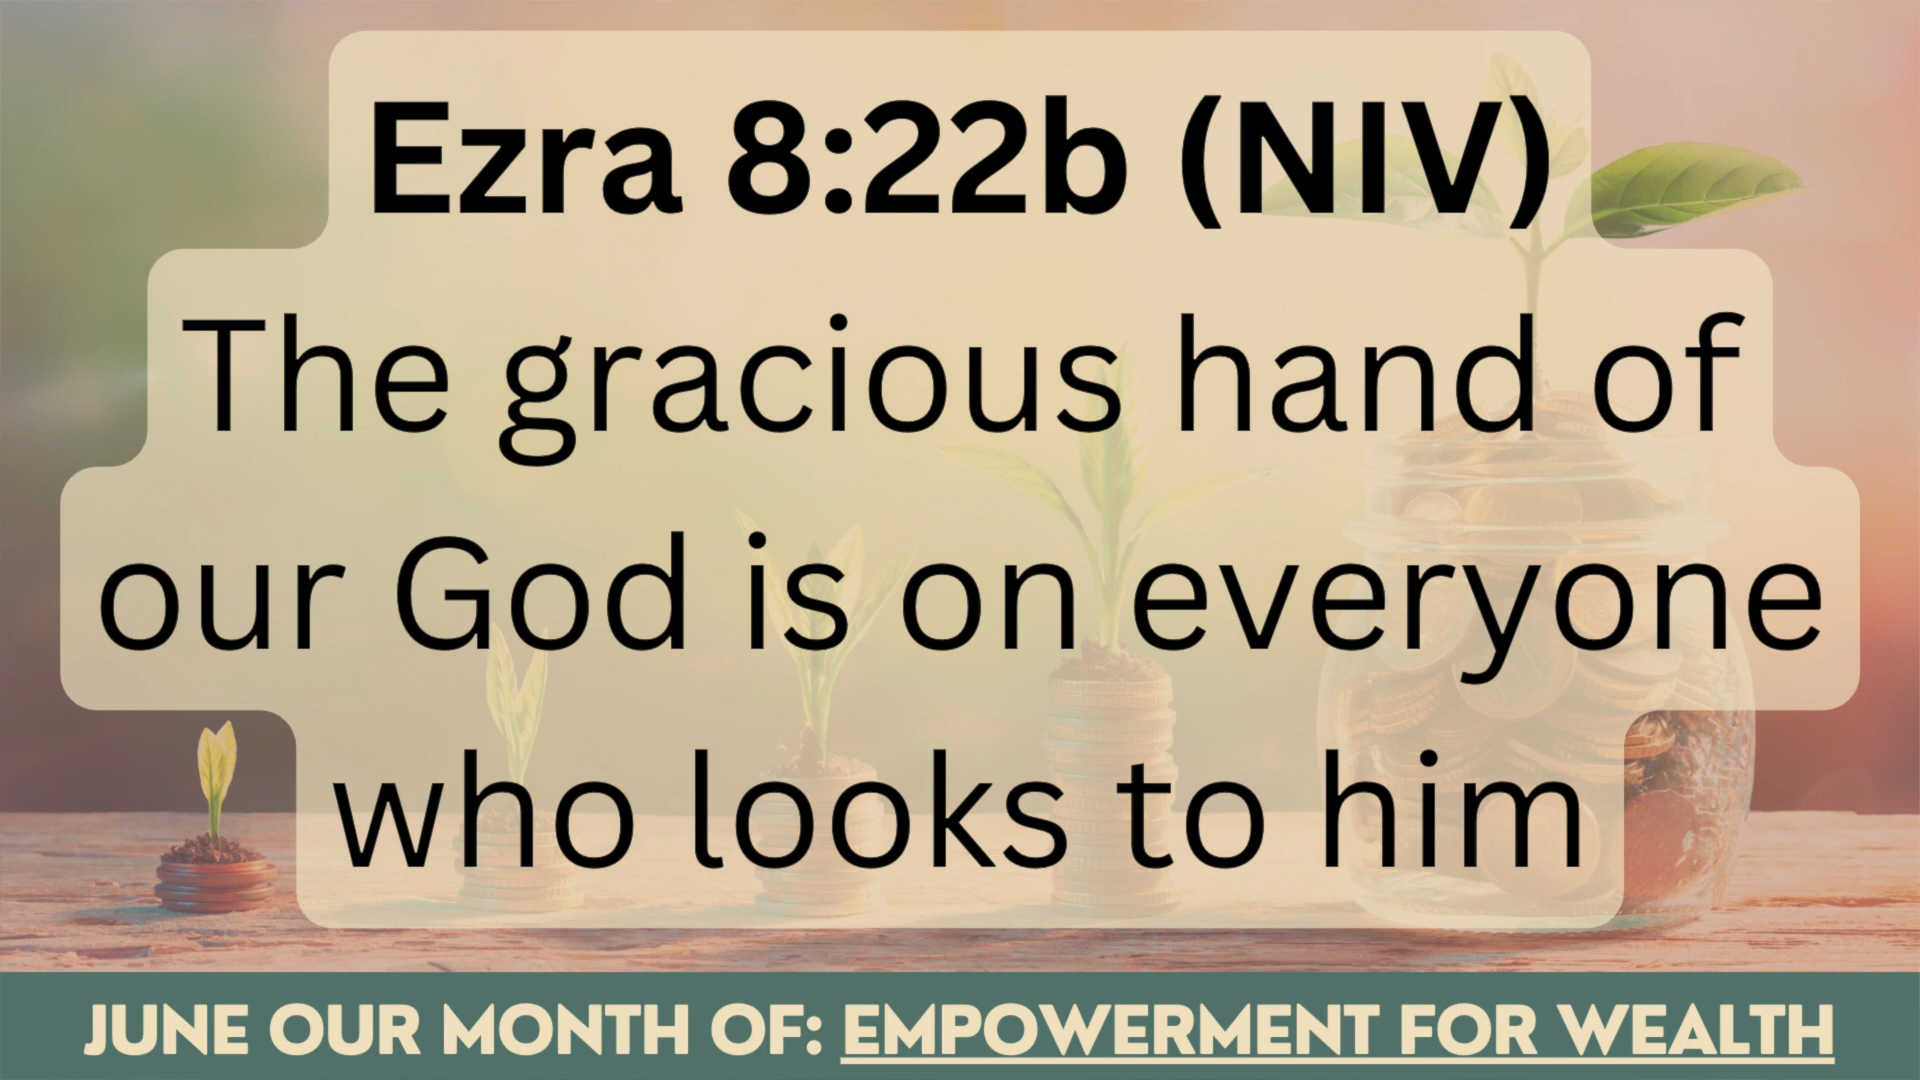 Ezra 8:22b (NIV)
The gracious hand of
our God is on everyone
who looks to him
JUNE OUR MONTH OF: EMPOWERMENT FOR WEALTH